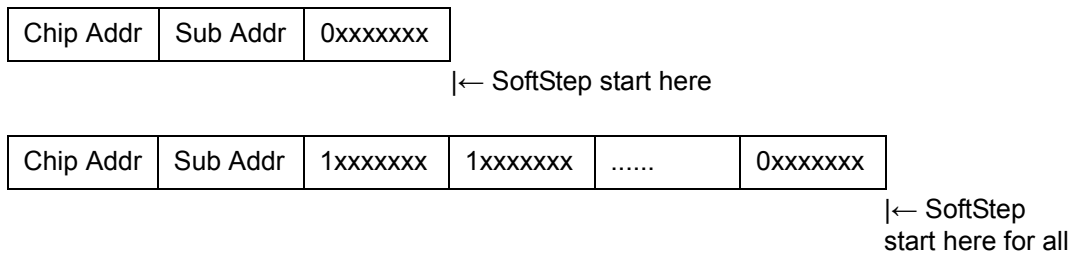 Chip Addr Sub Addr 0xxxxxxx
|← SoftStep start here
Chip Addr Sub Addr 1xxxxxxx 1xxxxxxx ...... 0xxxxxxx
|← SoftStep
start here for all